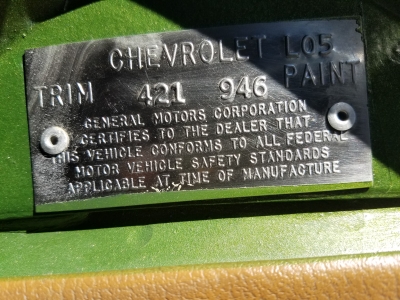 CHEVROLET L05
TRIM 421 946 PAINT
GENERAL MOTORS CORPORATION
CERTIFIES TO THE DEALER THAT
THIS VEHICLE CONFORMS TO ALL FEDERAL
MOTOR VEHICLE SAFETY STANDARDS
APPLICABLE AT TIME OF MANUFACTURE